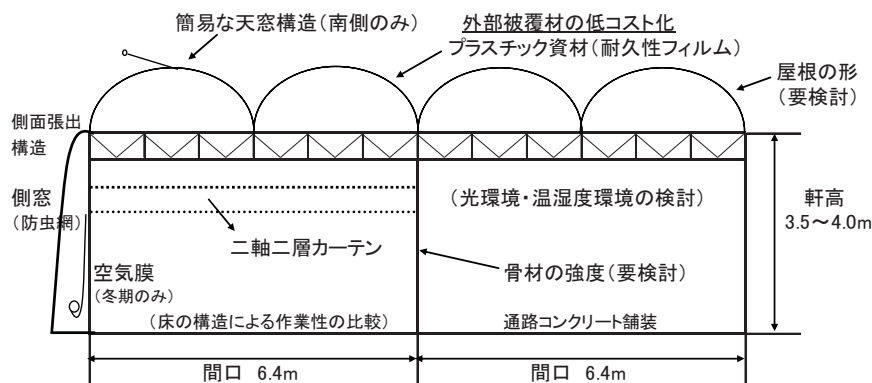 簡易な天窓構造（南側のみ）
外部被覆材の低コスト化
プラスチック資材（耐久性フィルム）
屋根の形
（要検討）
側面張出
構造
側窓
（防虫網）
二軸二層カーテン
（光環境・温湿度環境の検討）
軒高
3.5～4.0m
空気膜
（冬期のみ）
骨材の強度（要検討）
（床の構造による作業性の比較）
通路コンクリート舗装
間口 6.4m
間口 6.4m